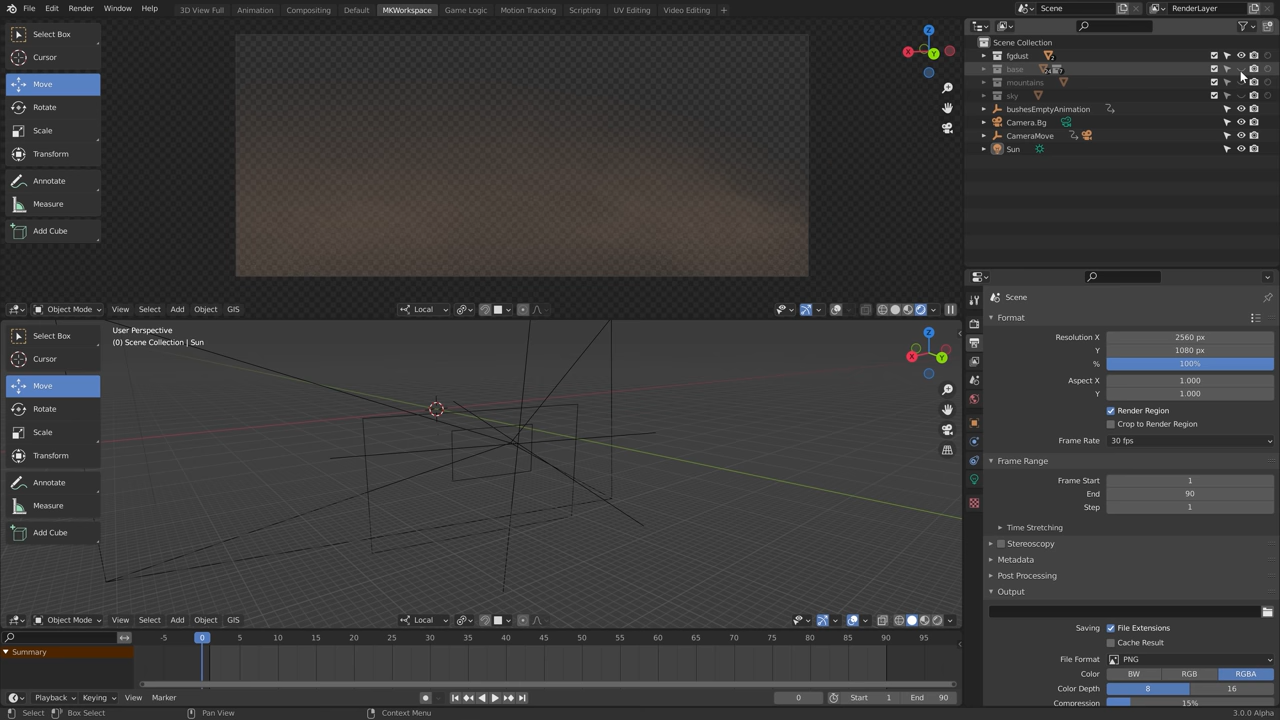 File Edit Render Window Help 3D View Full Animation Compositing Default MKWorkspace Game Logic Motion Tracking Scripting UV Editing Video Editing + Scene RenderLayer
Select Box
Cursor
Move
Rotate
Scale
Transform
Annotate
Measure
Add Cube
Object Mode View Select Add Object GIS Local
Select Box
Cursor
Move
Rotate
Scale
Transform
Annotate
Measure
Add Cube
User Perspective
(0) Scene Collection | Sun
Z
X
Y
Z
X
Y
Object Mode View Select Add Object GIS Local
Scene Collection
fgdust 2
base 24 7
mountains
sky
bushesEmptyAnimation
Camera.Bg
CameraMove
Sun
Scene
Format
Resolution X 2560 px
Y 1080 px
% 100%
Aspect X 1.000
Y 1.000
Render Region
Crop to Render Region
Frame Rate 30 fps
Frame Range
Frame Start 1
End 90
Step 1
Time Stretching
Stereoscopy
Metadata
Post Processing
Output
Saving File Extensions
Cache Result
File Format PNG
Color BW RGB RGBA
Color Depth 8 16
Compression 15%
-5 0 5 10 15 20 25 30 35 40 45 50 55 60 65 70 75 80 85 90 95
Summary
Playback Keying View Marker 0 Start 1 End 90
Select Box Select Pan View Context Menu 3.0.0 Alpha